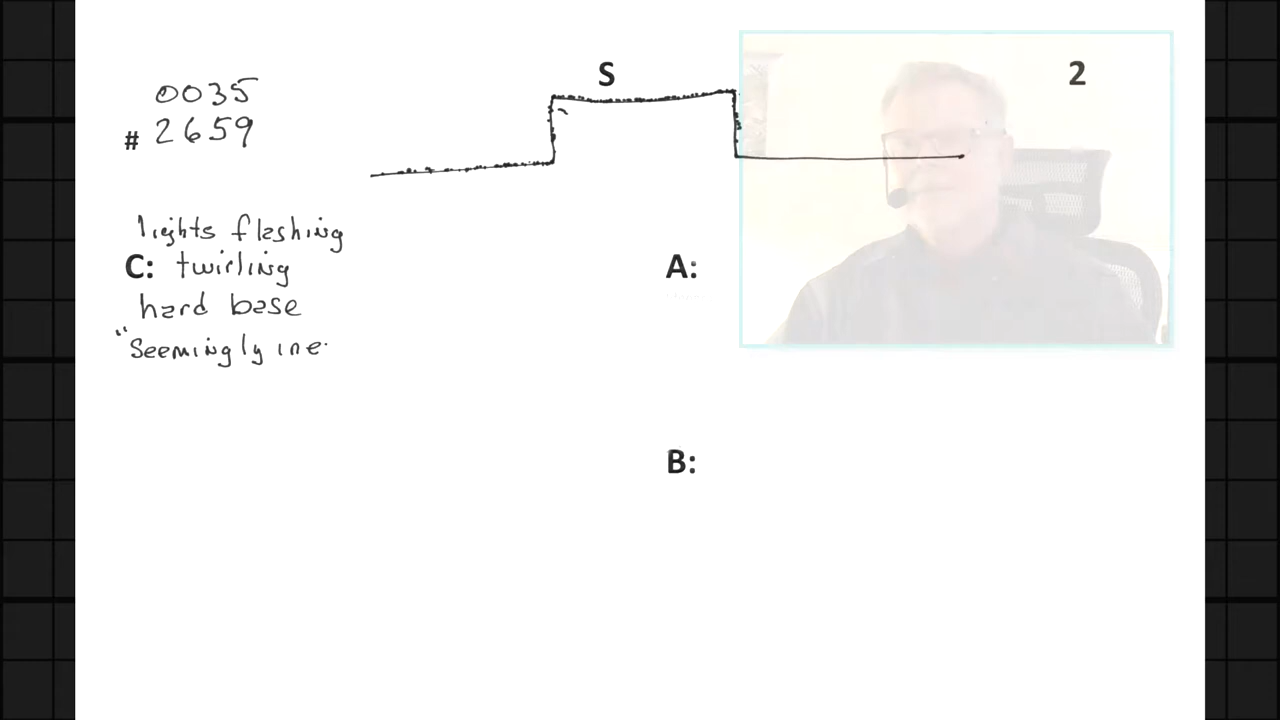 S
2
0035
# 2659
lights flashing
C: twirling
A:
hard base
"Seemingly ine
B: